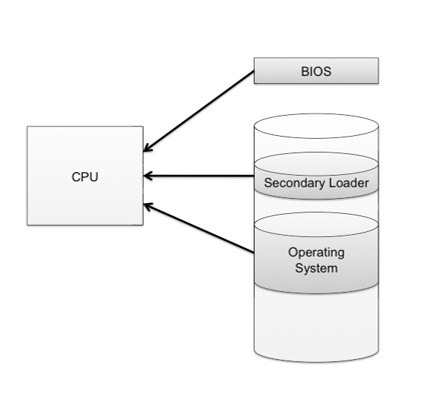 BIOS
CPU
Secondary Loader
Operating
System